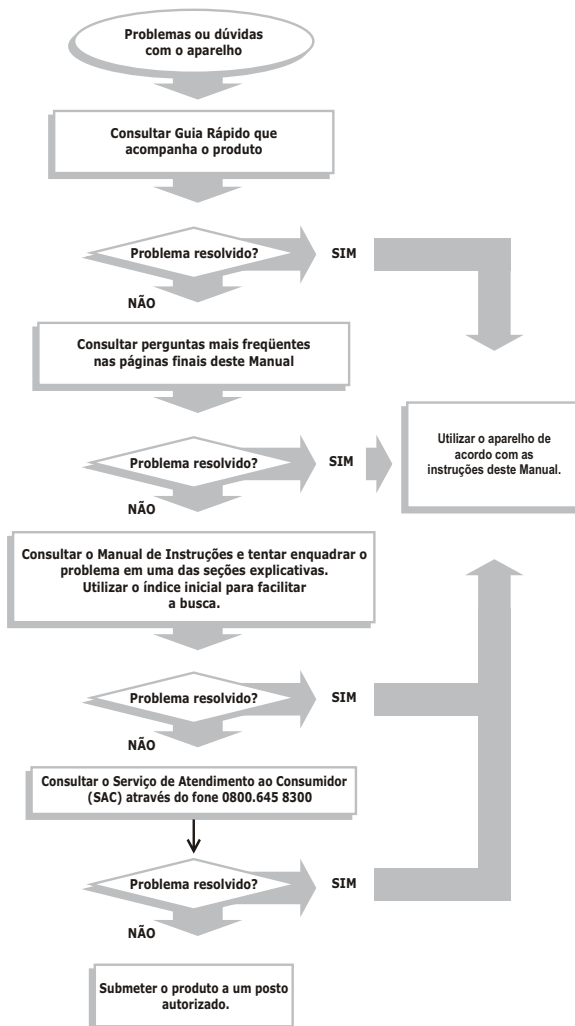 Problemas ou dúvidas
com o aparelho
Consultar Guia Rápido que
acompanha o produto
Problema resolvido?
SIM
NÃO
Consultar perguntas mais freqüentes
nas páginas finais deste Manual
Problema resolvido?
SIM
Utilizar o aparelho de
acordo com as
instruções deste Manual.
NÃO
Consultar o Manual de Instruções e tentar enquadrar o
problema em uma das seções explicativas.
Utilizar o índice inicial para facilitar
a busca.
Problema resolvido?
SIM
NÃO
Consultar o Serviço de Atendimento ao Consumidor
(SAC) através do fone 0800.645 8300
Problema resolvido?
SIM
NÃO
Submeter o produto a um posto
autorizado.